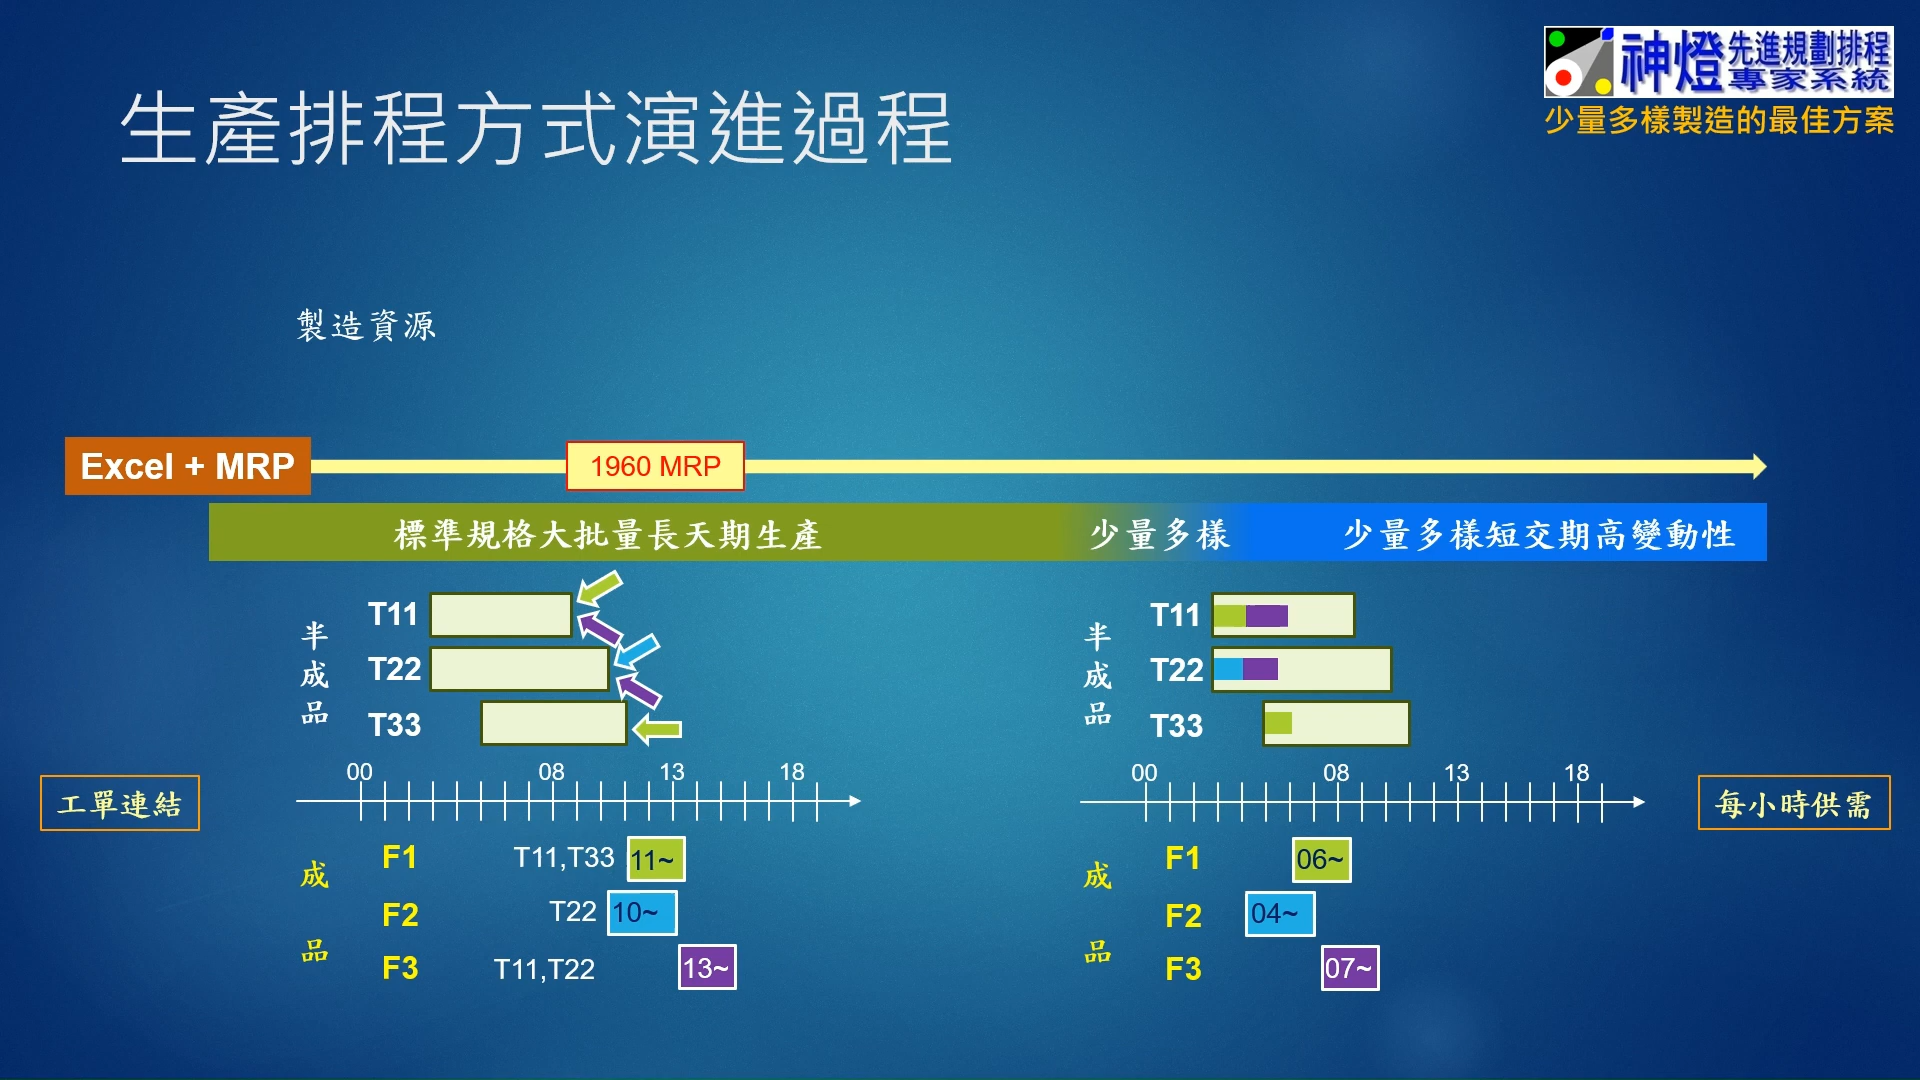 神燈先進規劃排程
專家系統
少量多樣製造的最佳方案
生產排程方式演進過程
製造資源
Excel + MRP
1960 MRP
標準規格大批量長天期生產
少量多樣
少量多樣短交期高變動性
半成品
T11
T22
T33
00 08 13 18
工單連結
成品
F1 T11,T33 11~
F2 T22 10~
F3 T11,T22 13~
半成品
T11
T22
T33
00 08 13 18
每小時供需
成品
F1 06~
F2 04~
F3 07~